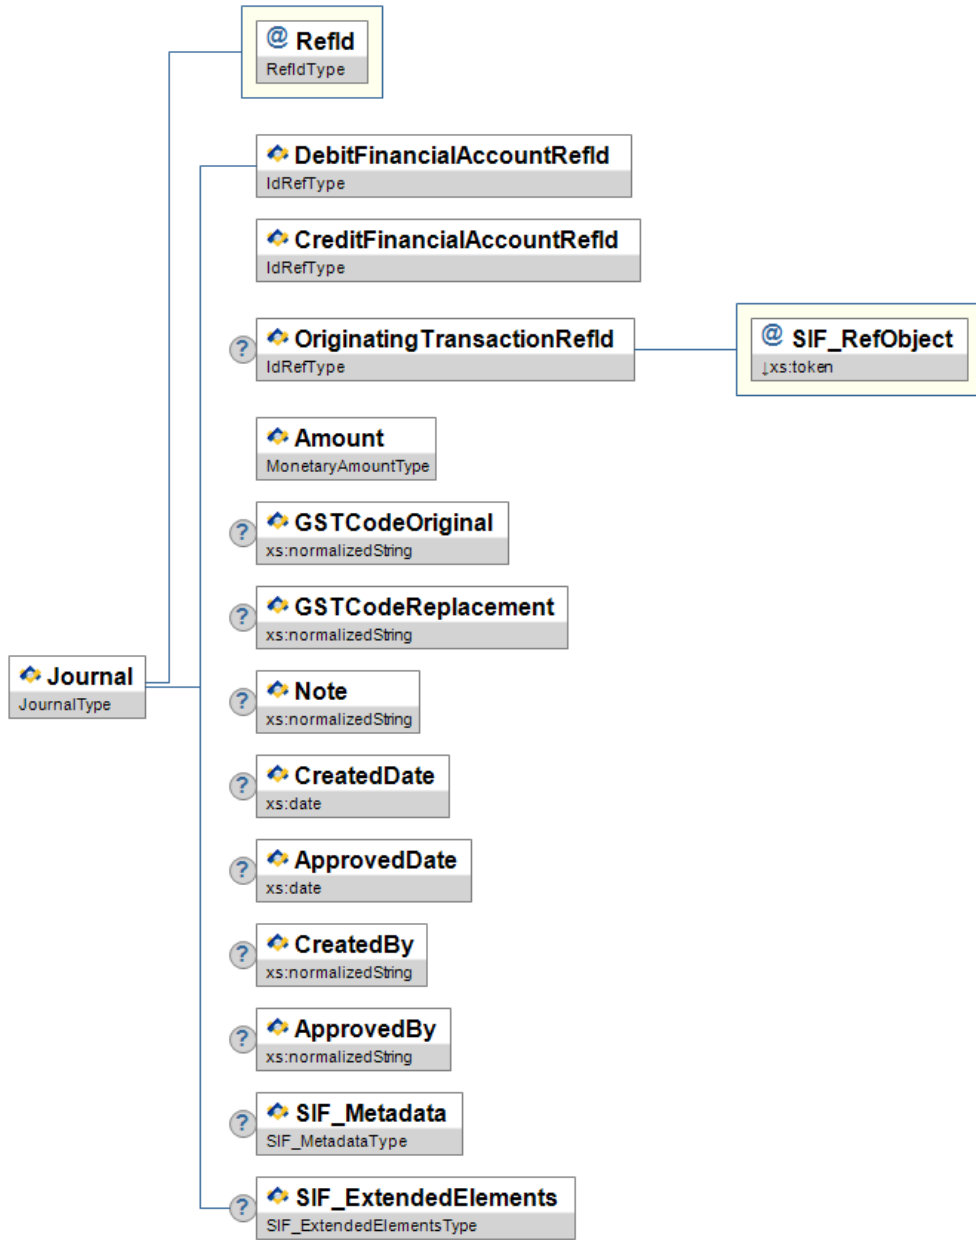 @ RefId
RefIdType
DebitFinancialAccountRefId
IdRefType
CreditFinancialAccountRefId
IdRefType
? OriginatingTransactionRefId
IdRefType
@ SIF_RefObject
↓xs:token
Amount
MonetaryAmountType
? GSTCodeOriginal
xs:normalizedString
? GSTCodeReplacement
xs:normalizedString
Journal
JournalType
? Note
xs:normalizedString
? CreatedDate
xs:date
? ApprovedDate
xs:date
? CreatedBy
xs:normalizedString
? ApprovedBy
xs:normalizedString
? SIF_Metadata
SIF_MetadataType
? SIF_ExtendedElements
SIF_ExtendedElementsType